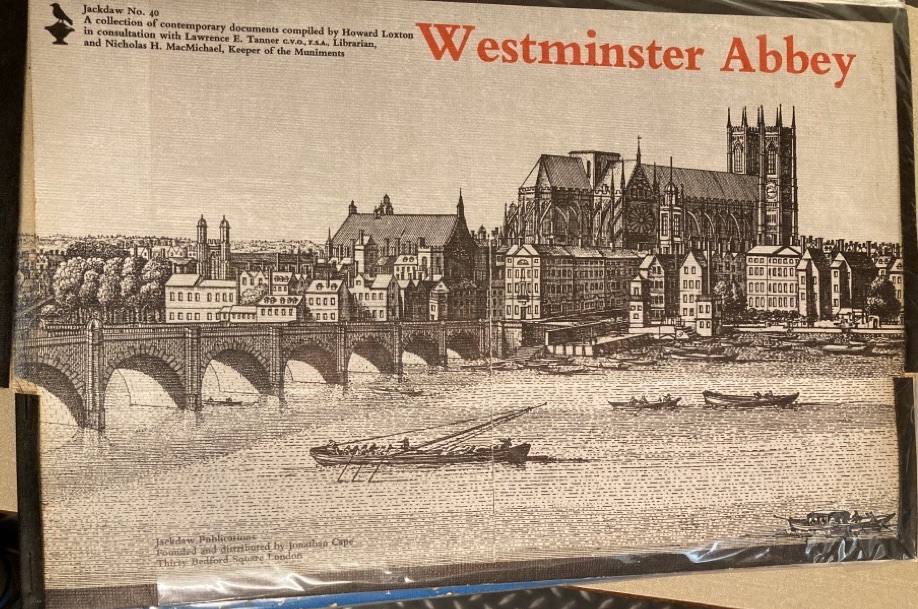 Jackdaw No. 40
A collection of contemporary documents compiled by Howard Loxton
in consultation with Lawrence E. Tanner C.V.O., F.S.A., Librarian,
and Nicholas H. MacMichael, Keeper of the Muniments
Westminster Abbey
Jackdaw Publications
Founded and distributed by Jonathan Cape
Thirty Bedford Square London